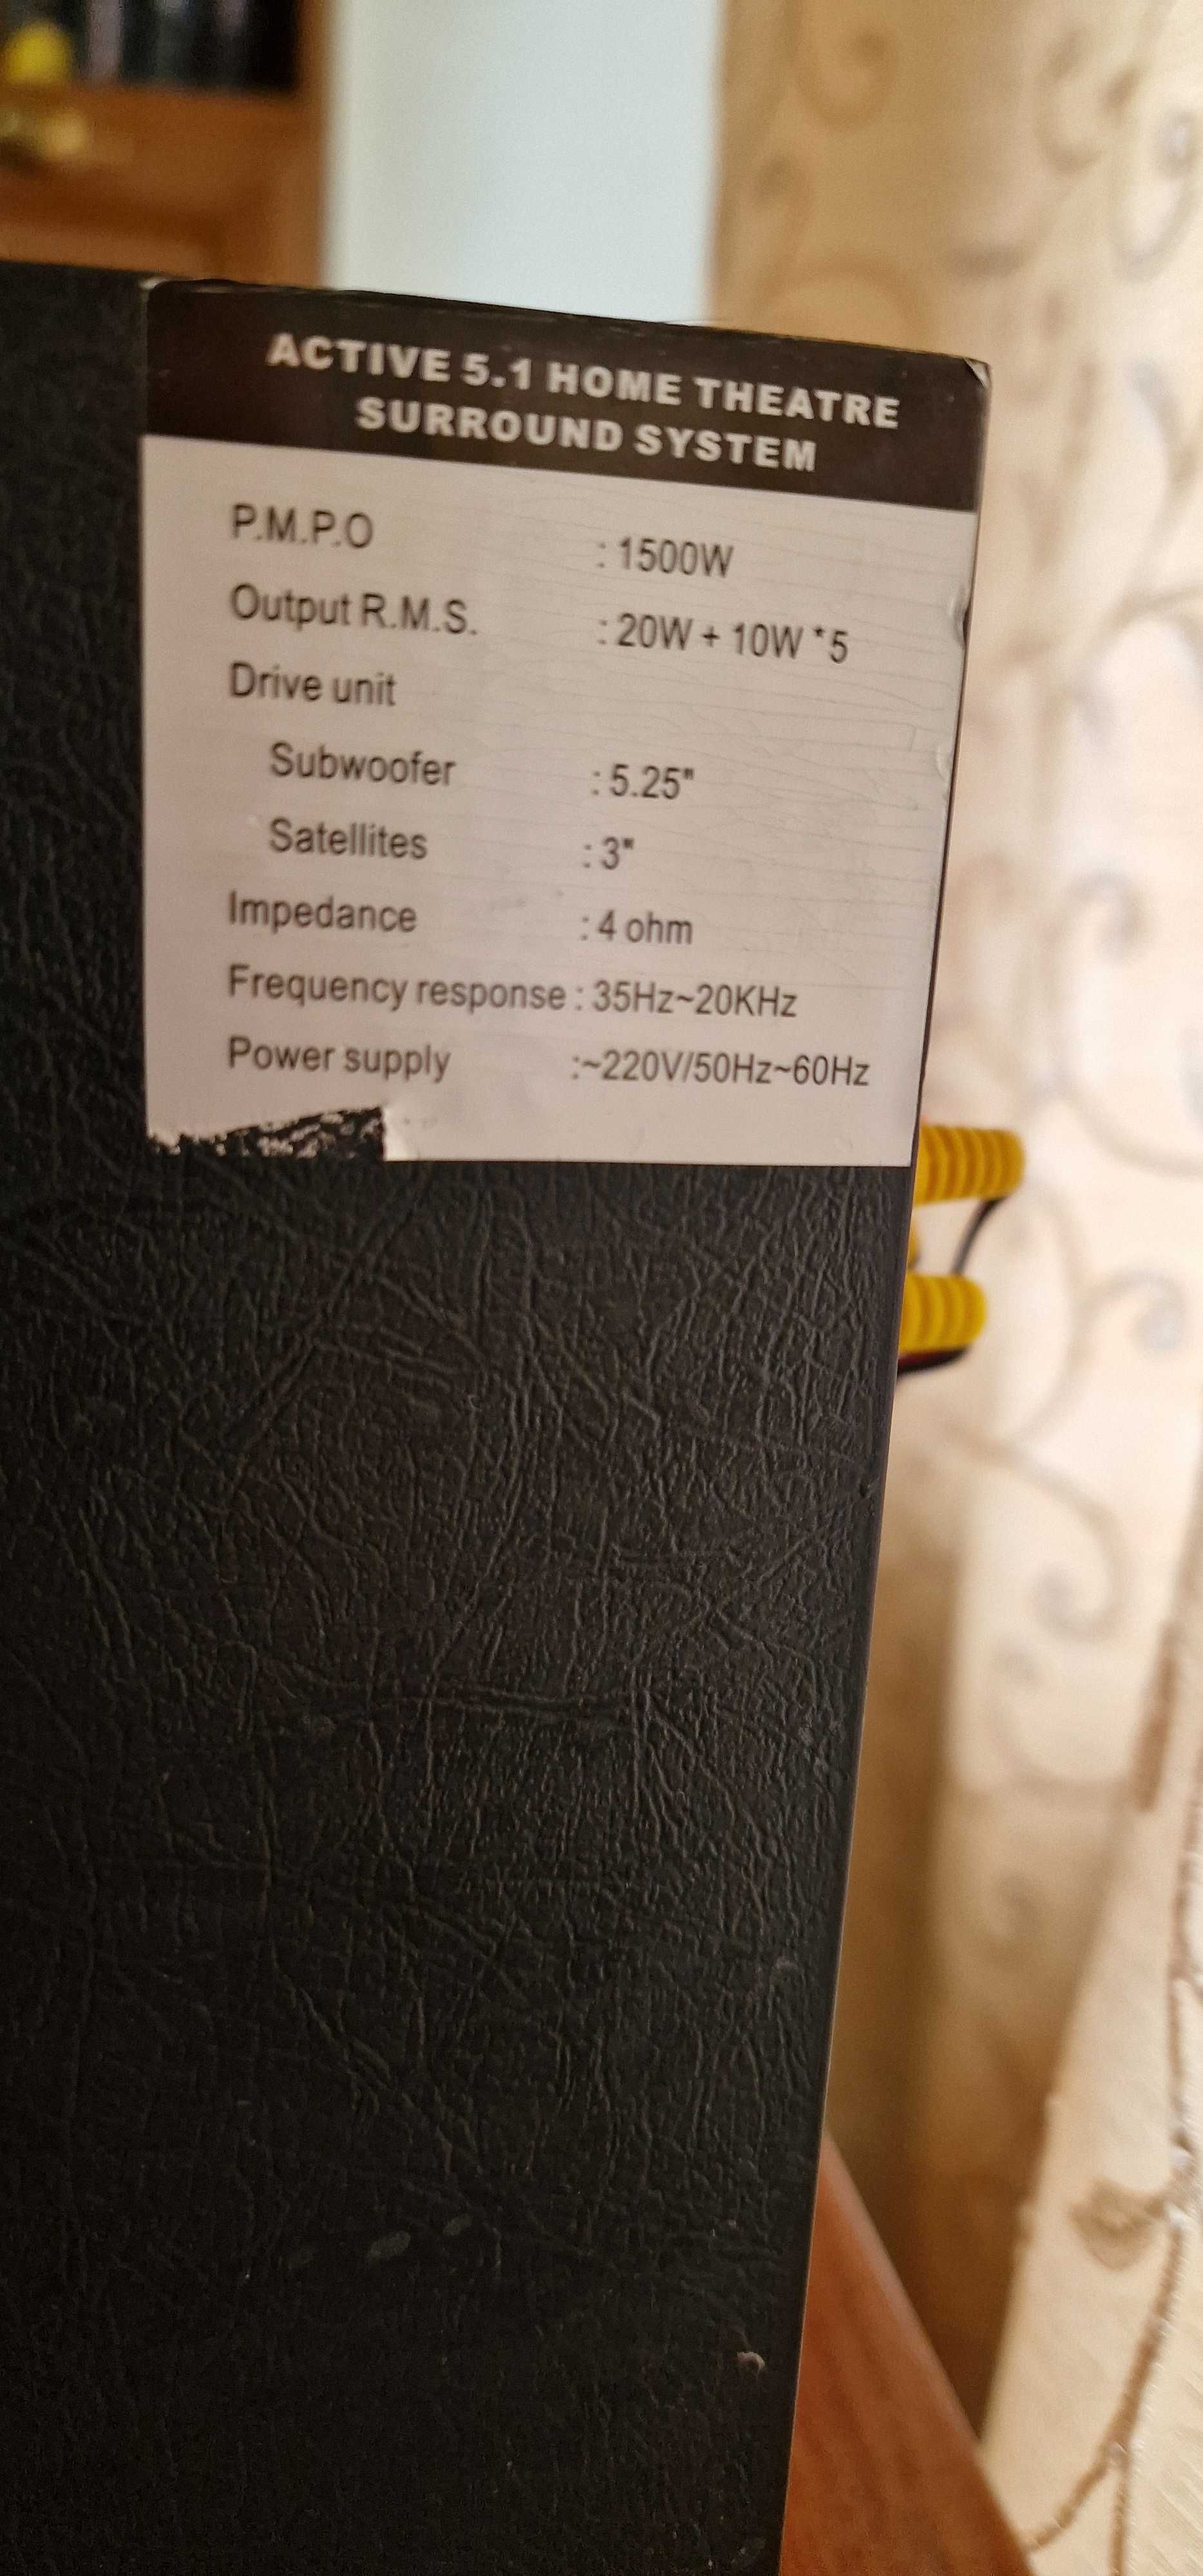 ACTIVE 5.1 HOME THEATRE
SURROUND SYSTEM
P.M.P.O : 1500W
Output R.M.S. : 20W + 10W *5
Drive unit
Subwoofer : 5.25"
Satellites : 3"
Impedance : 4 ohm
Frequency response : 35Hz~20KHz
Power supply :~220V/50Hz~60Hz